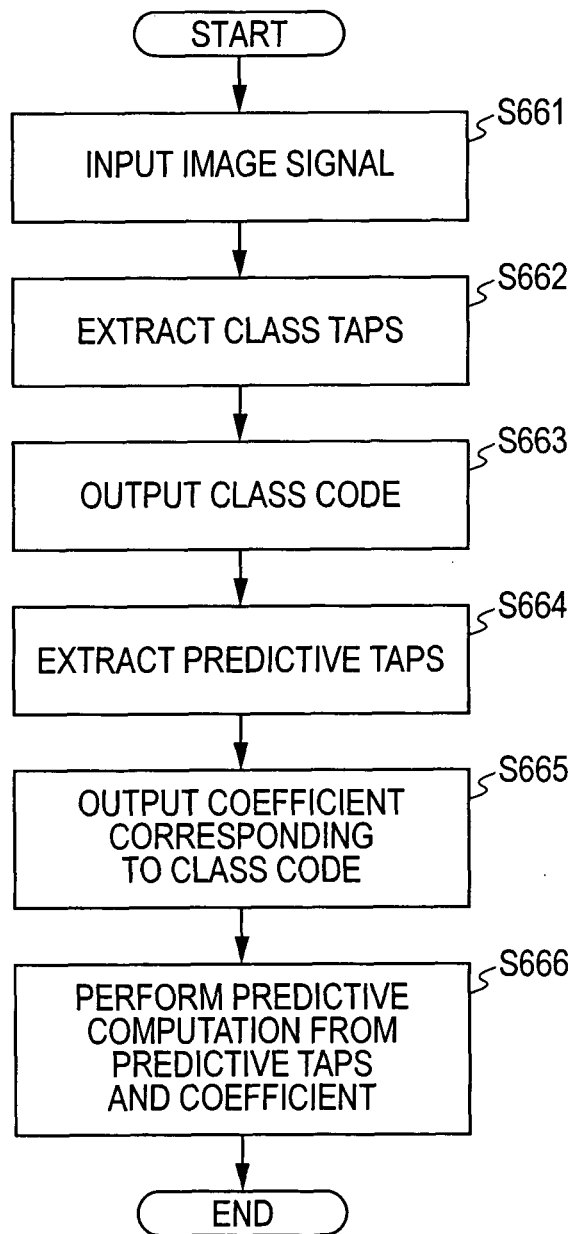 START
S661
INPUT IMAGE SIGNAL
S662
EXTRACT CLASS TAPS
S663
OUTPUT CLASS CODE
S664
EXTRACT PREDICTIVE TAPS
S665
OUTPUT COEFFICIENT
CORRESPONDING
TO CLASS CODE
S666
PERFORM PREDICTIVE
COMPUTATION FROM
PREDICTIVE TAPS
AND COEFFICIENT
END